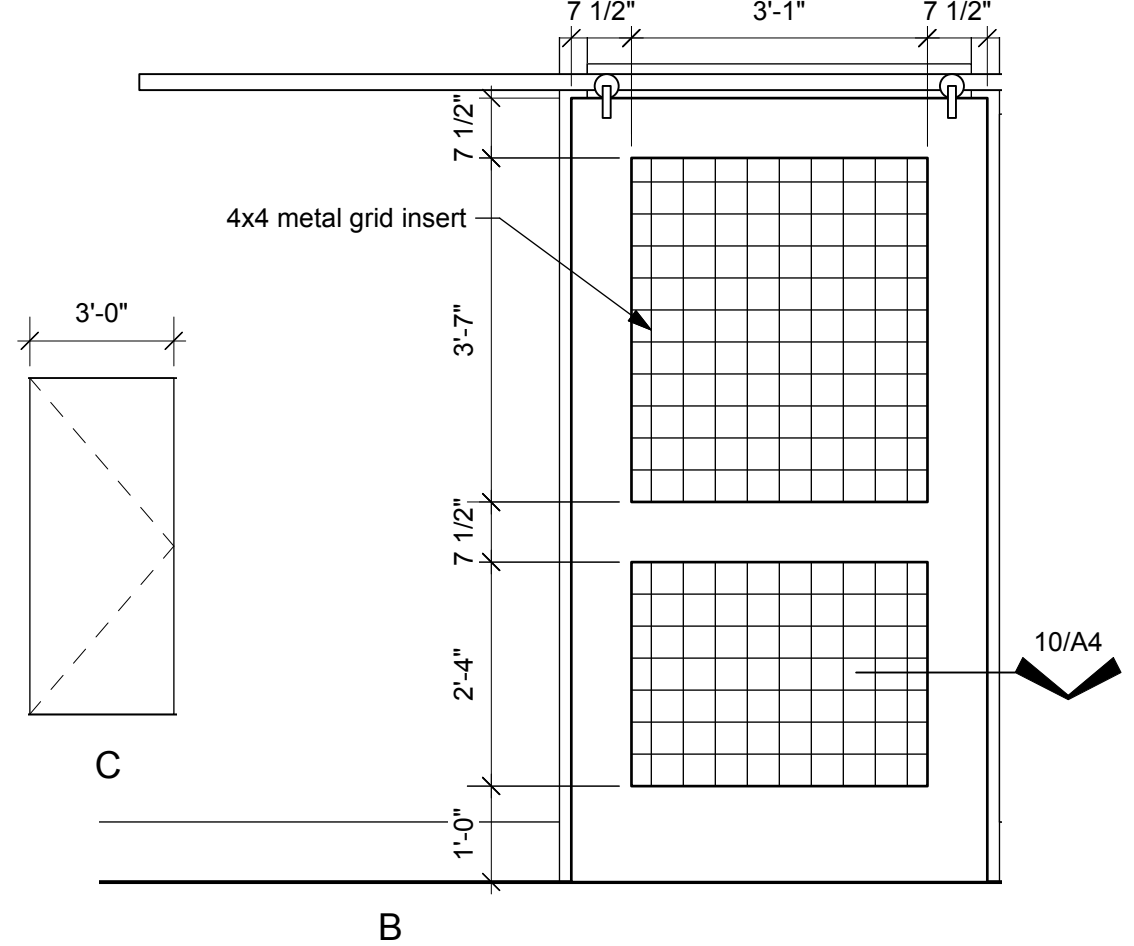 7 1/2" 3'-1" 7 1/2"
7 1/2"
4x4 metal grid insert
3'-7"
3'-0"
7 1/2"
2'-4"
10/A4
C
1'-0"
B